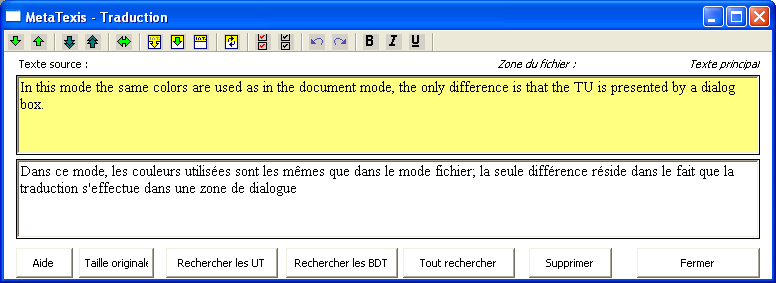 MetaTexis - Traduction
B I U
Texte source : Zone du fichier : Texte principal
In this mode the same colors are used as in the document mode, the only difference is that the TU is presented by a dialog
box.
Dans ce mode, les couleurs utilisées sont les mêmes que dans le mode fichier; la seule différence réside dans le fait que la
traduction s'effectue dans une zone de dialogue
Aide Taille originale Rechercher les UT Rechercher les BDT Tout rechercher Supprimer Fermer